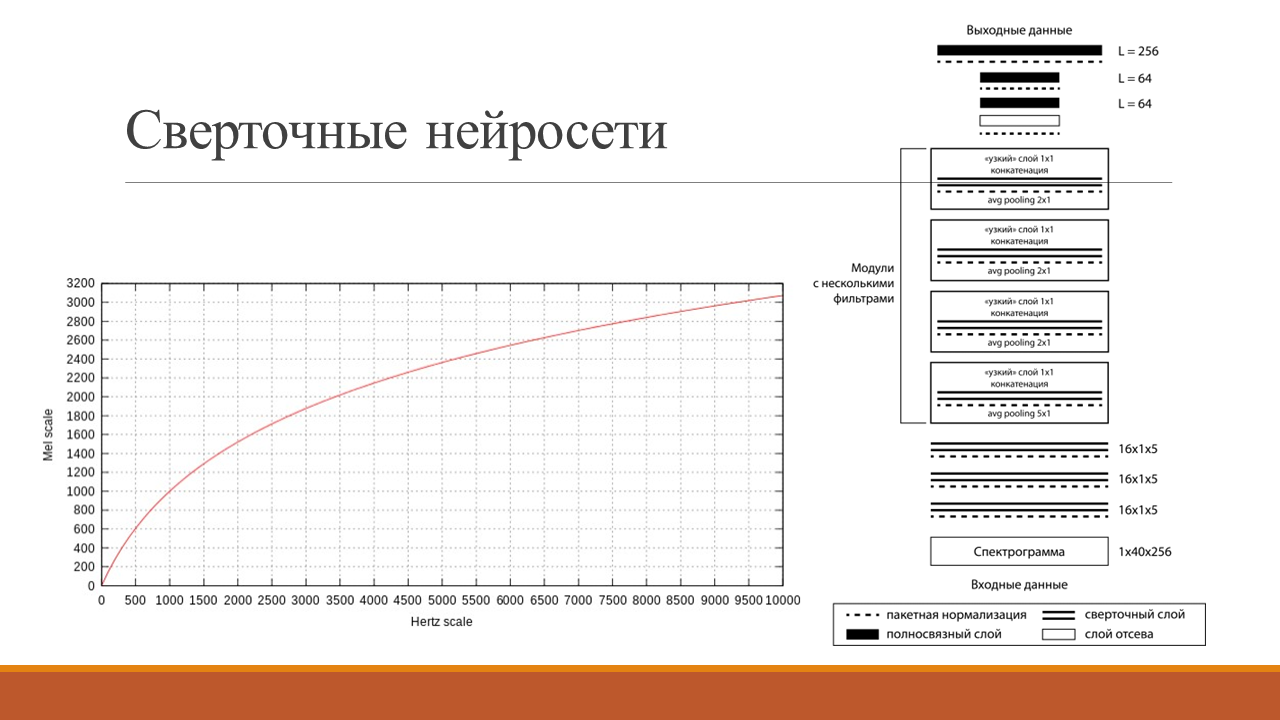 Сверточные нейросети
3200
3000
2800
2600
2400
2200
2000
1800
1600
1400
1200
1000
800
600
400
200
0
Mel scale
0 500 1000 1500 2000 2500 3000 3500 4000 4500 5000 5500 6000 6500 7000 7500 8000 8500 9000 9500 10000
Hertz scale
Выходные данные
L = 256
L = 64
L = 64
«узкий» слой 1x1
конкатенация
avg pooling 2x1
«узкий» слой 1x1
конкатенация
avg pooling 2x1
Модули
с несколькими
фильтрами
«узкий» слой 1x1
конкатенация
avg pooling 2x1
«узкий» слой 1x1
конкатенация
avg pooling 5x1
16x1x5
16x1x5
16x1x5
Спектрограмма 1x40x256
Входные данные
пакетная нормализация сверточный слой
полносвязный слой слой отсева